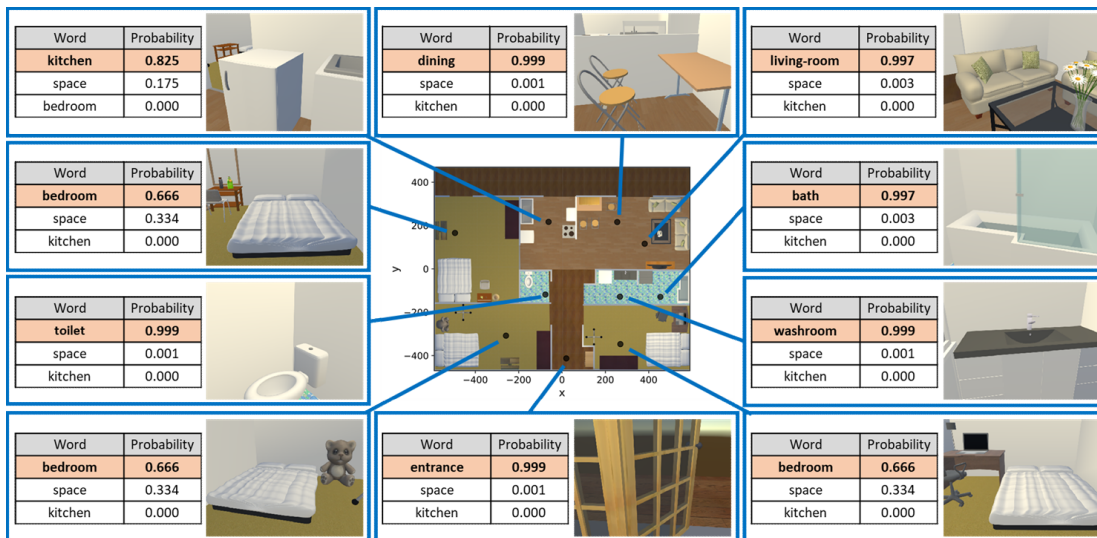 Word Probability
kitchen 0.825
space 0.175
bedroom 0.000
Word Probability
dining 0.999
space 0.001
kitchen 0.000
Word Probability
living-room 0.997
space 0.003
kitchen 0.000
Word Probability
bedroom 0.666
space 0.334
kitchen 0.000
Word Probability
bath 0.997
space 0.003
kitchen 0.000
Word Probability
toilet 0.999
space 0.001
kitchen 0.000
Word Probability
washroom 0.999
space 0.001
kitchen 0.000
400
200
0
−200
−400
y
−400 −200 0 200 400
x
Word Probability
bedroom 0.666
space 0.334
kitchen 0.000
Word Probability
entrance 0.999
space 0.001
kitchen 0.000
Word Probability
bedroom 0.666
space 0.334
kitchen 0.000